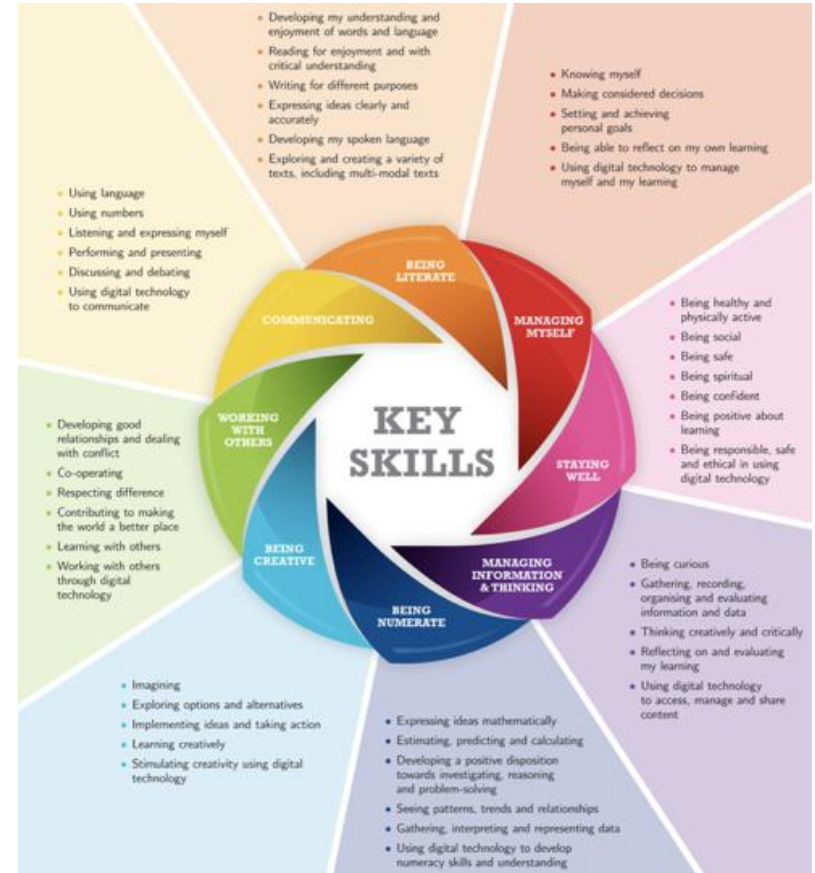 • Developing my understanding and
enjoyment of words and language
• Reading for enjoyment and with
critical understanding
• Writing for different purposes
• Expressing ideas clearly and
accurately
• Developing my spoken language
• Exploring and creating a variety of
texts, including multi-modal texts
• Knowing myself
• Making considered decisions
• Setting and achieving
personal goals
• Being able to reflect on my own learning
• Using digital technology to manage
myself and my learning
• Using language
• Using numbers
• Listening and expressing myself
• Performing and presenting
• Discussing and debating
• Using digital technology
to communicate
BEING
LITERATE
COMMUNICATING
MANAGING
MYSELF
• Being healthy and
physically active
• Being social
• Being safe
• Being spiritual
• Being confident
• Being positive about
learning
• Being responsible, safe
and ethical in using
digital technology
WORKING
WITH
OTHERS
KEY
SKILLS
STAYING
WELL
• Developing good
relationships and dealing
with conflict
• Co-operating
• Respecting difference
• Contributing to making
the world a better place
• Learning with others
• Working with others
through digital
technology
BEING
CREATIVE
MANAGING
INFORMATION
& THINKING
BEING
NUMERATE
• Being curious
• Gathering, recording,
organising and evaluating
information and data
• Thinking creatively and critically
• Reflecting on and evaluating
my learning
• Using digital technology
to access, manage and share
content
• Imagining
• Exploring options and alternatives
• Implementing ideas and taking action
• Learning creatively
• Stimulating creativity using digital
technology
• Expressing ideas mathematically
• Estimating, predicting and calculating
• Developing a positive disposition
towards investigating, reasoning
and problem-solving
• Seeing patterns, trends and relationships
• Gathering, interpreting and representing data
• Using digital technology to develop
numeracy skills and understanding